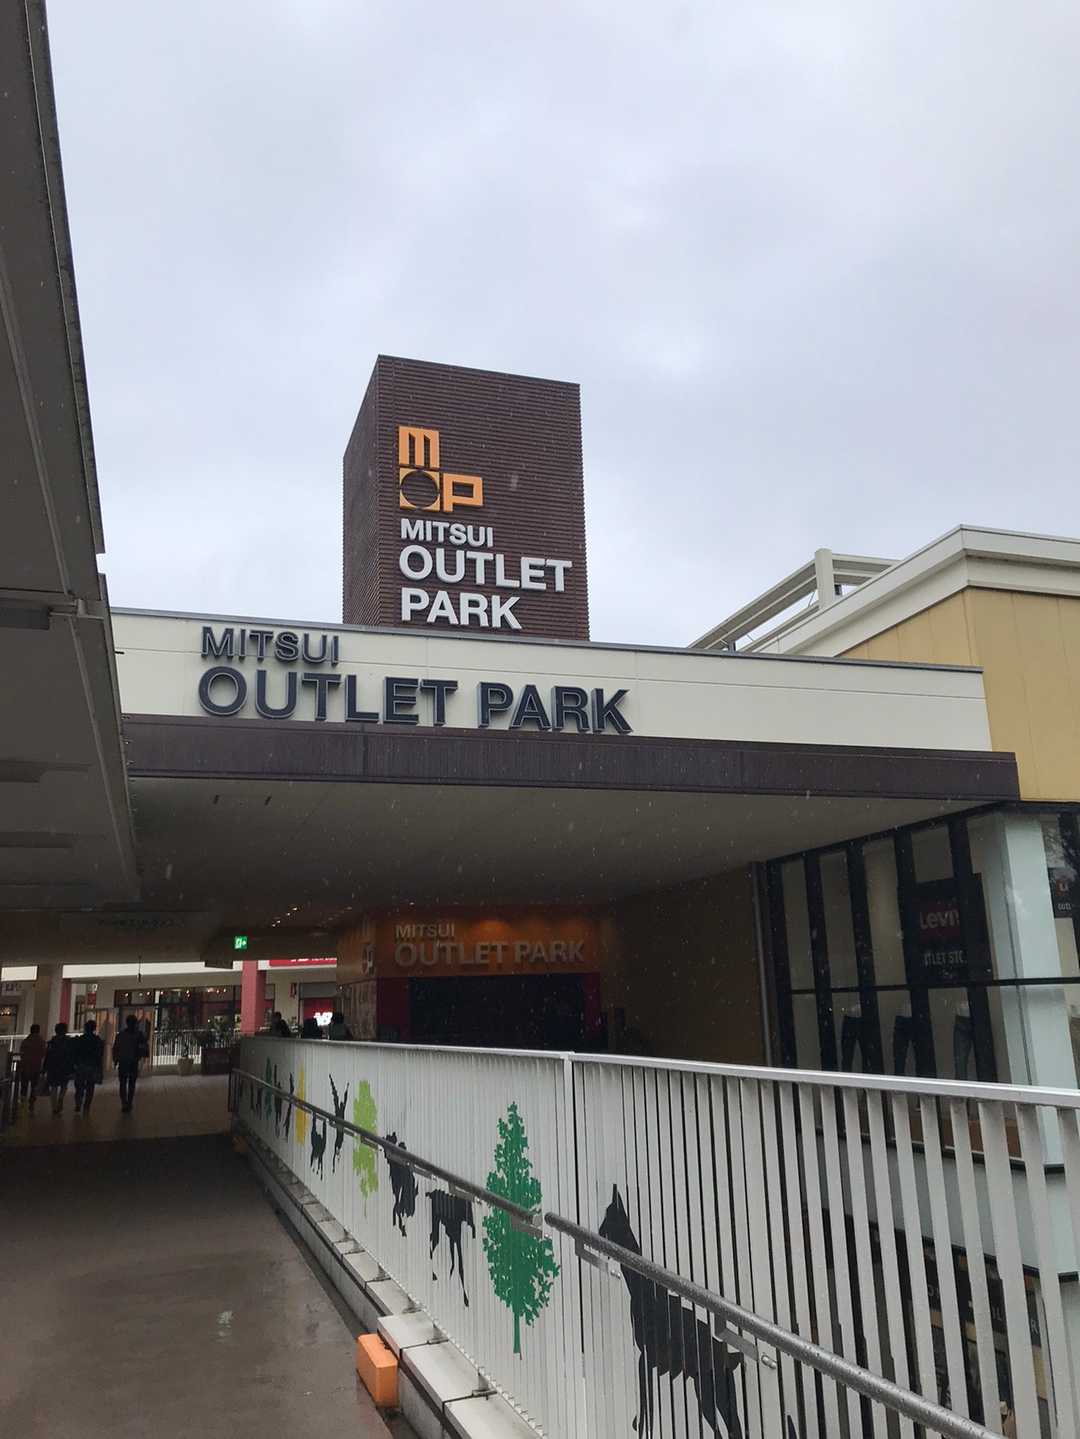 mop
MITSUI
OUTLET
PARK
MITSUI
OUTLET PARK
MITSUI
OUTLET PARK
Levi's